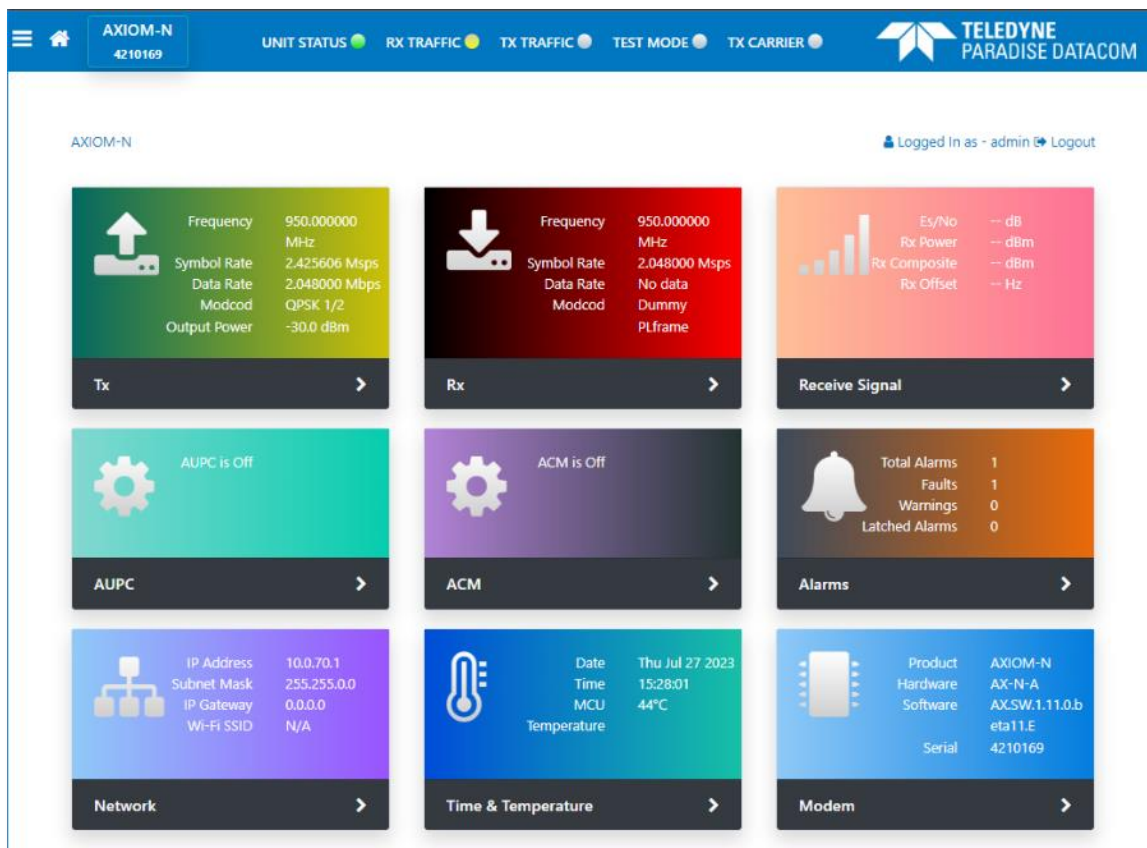 AXIOM-N
4210169
UNIT STATUS RX TRAFFIC TX TRAFFIC TEST MODE TX CARRIER
TELEDYNE
PARADISE DATACOM
AXIOM-N
Logged In as - admin Logout
Frequency 950.000000
MHz
Symbol Rate 2.425606 Msps
Data Rate 2.048000 Mbps
Modcod QPSK 1/2
Output Power -30.0 dBm
Tx
Frequency 950.000000
MHz
Symbol Rate 2.048000 Msps
Data Rate No data
Modcod Dummy
PLframe
Rx
Es/No -- dB
Rx Power -- dBm
Rx Composite -- dBm
Rx Offset -- Hz
Receive Signal
AUPC is Off
AUPC
ACM is Off
ACM
Total Alarms 1
Faults 1
Warnings 0
Latched Alarms 0
Alarms
IP Address 10.0.70.1
Subnet Mask 255.255.0.0
IP Gateway 0.0.0.0
Wi-Fi SSID N/A
Network
Date Thu Jul 27 2023
Time 15:28:01
MCU 44°C
Temperature
Time & Temperature
Product AXIOM-N
Hardware AX-N-A
Software AX.SW.1.11.0.b
eta11.E
Serial 4210169
Modem